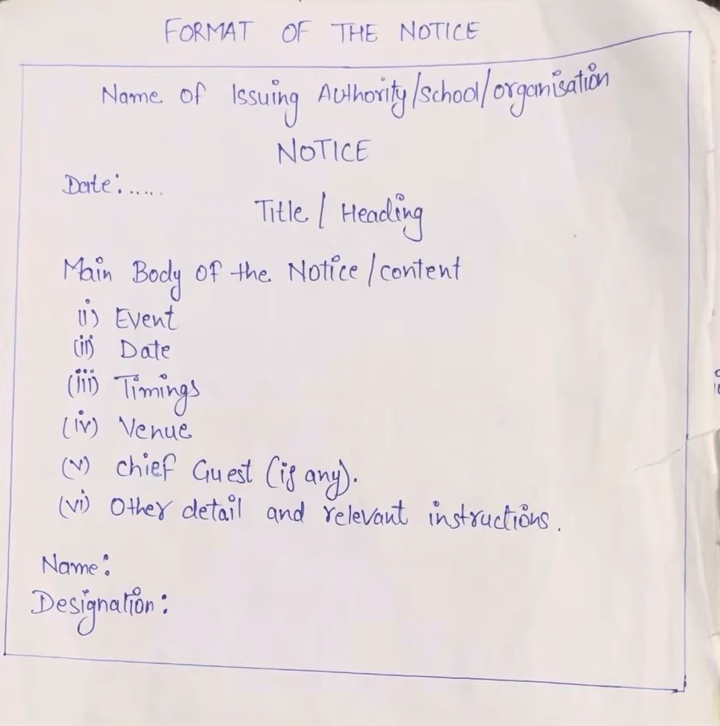 FORMAT OF THE NOTICE
Name of Issuing Authority/school/organisation
NOTICE
Date:.....
Title / Heading
Main Body of the Notice/content
(i) Event
(ii) Date
(iii) Timings
(iv) Venue
(v) chief Guest (if any).
(vi) Other detail and relevant instructions.
Name:
Designation: